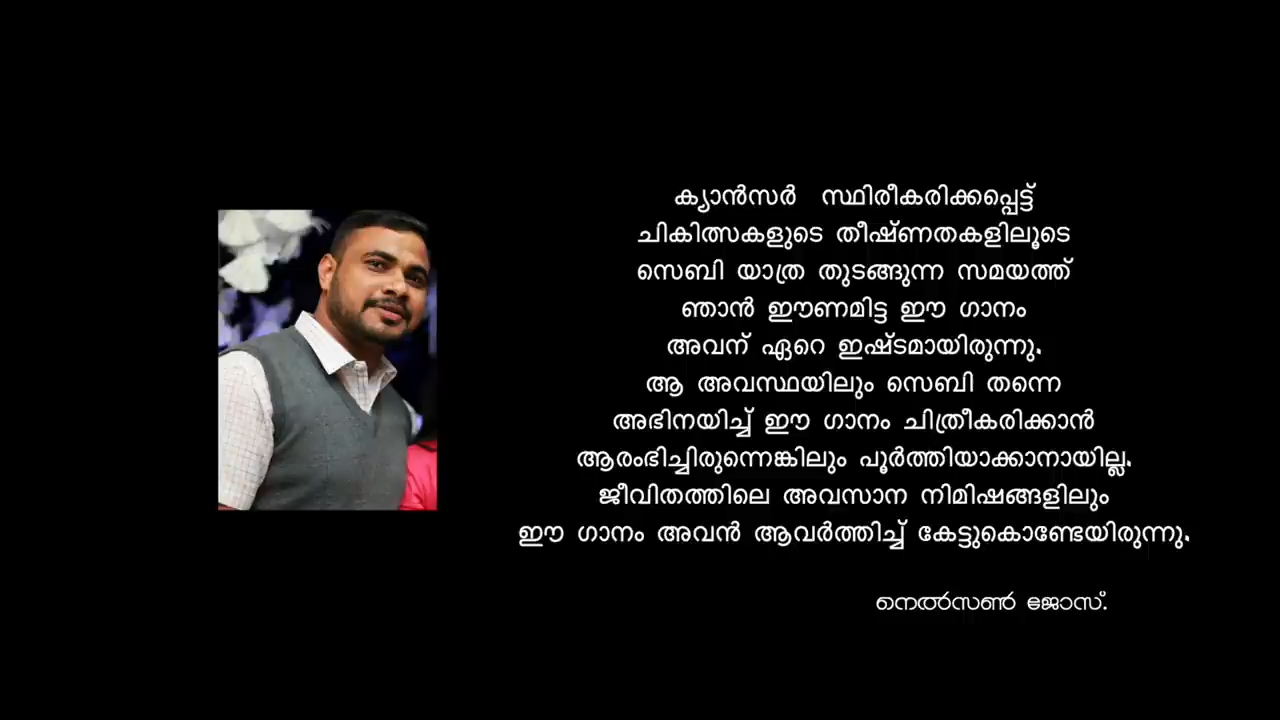 ക്യാൻസർ സ്ഥിരീകരിക്കപ്പെട്ട്
ചികിത്സകളുടെ തീഷ്ണതകളിലൂടെ
സെബി യാത്ര തുടങ്ങുന്ന സമയത്ത്
ഞാൻ ഈണമിട്ട ഈ ഗാനം
അവന് ഏറെ ഇഷ്ടമായിരുന്നു.
ആ അവസ്ഥയിലും സെബി തന്നെ
അഭിനയിച്ച് ഈ ഗാനം ചിത്രീകരിക്കാൻ
ആരംഭിച്ചിരുന്നെങ്കിലും പൂർത്തിയാക്കാനായില്ല.
ജീവിതത്തിലെ അവസാന നിമിഷങ്ങളിലും
ഈ ഗാനം അവൻ ആവർത്തിച്ച് കേട്ടുകൊണ്ടേയിരുന്നു.
നെൽസൺ ജോസ്.